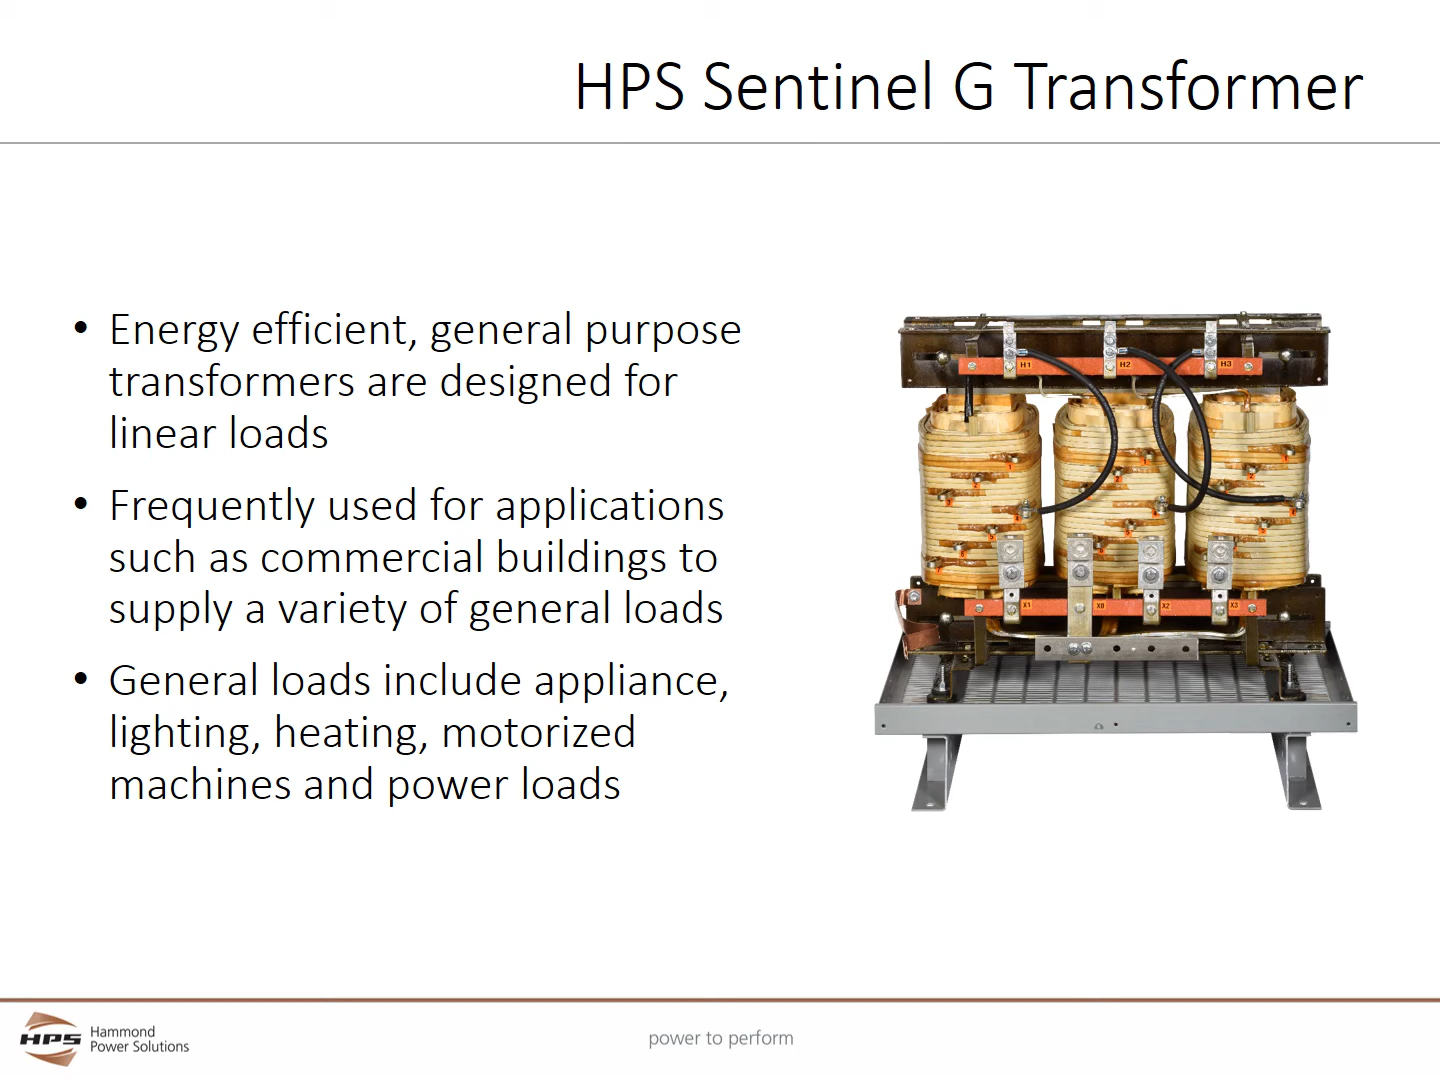 HPS Sentinel G Transformer
• Energy efficient, general purpose
transformers are designed for
linear loads
• Frequently used for applications
such as commercial buildings to
supply a variety of general loads
• General loads include appliance,
lighting, heating, motorized
machines and power loads
H1 H2 H3
X1 X0 X2 X3
HPS Hammond
Power Solutions
power to perform